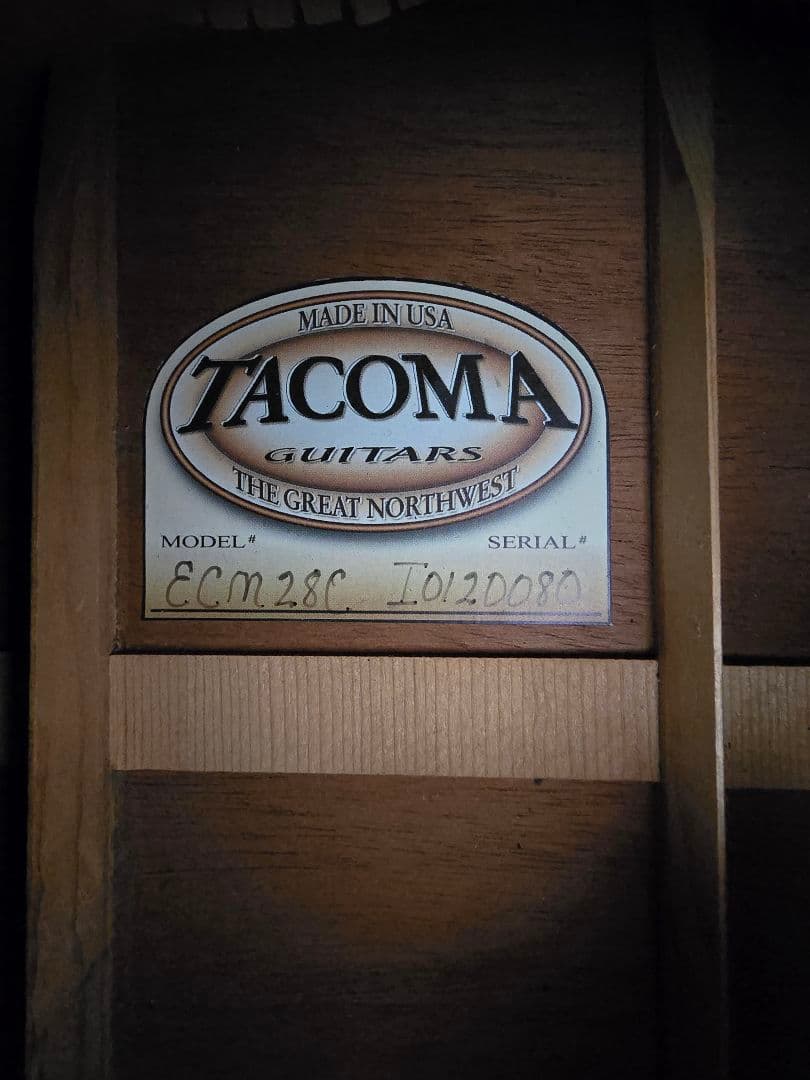 MADE IN USA
TACOMA
GUITARS
THE GREAT NORTHWEST
MODEL# SERIAL#
ECM28C I0120080